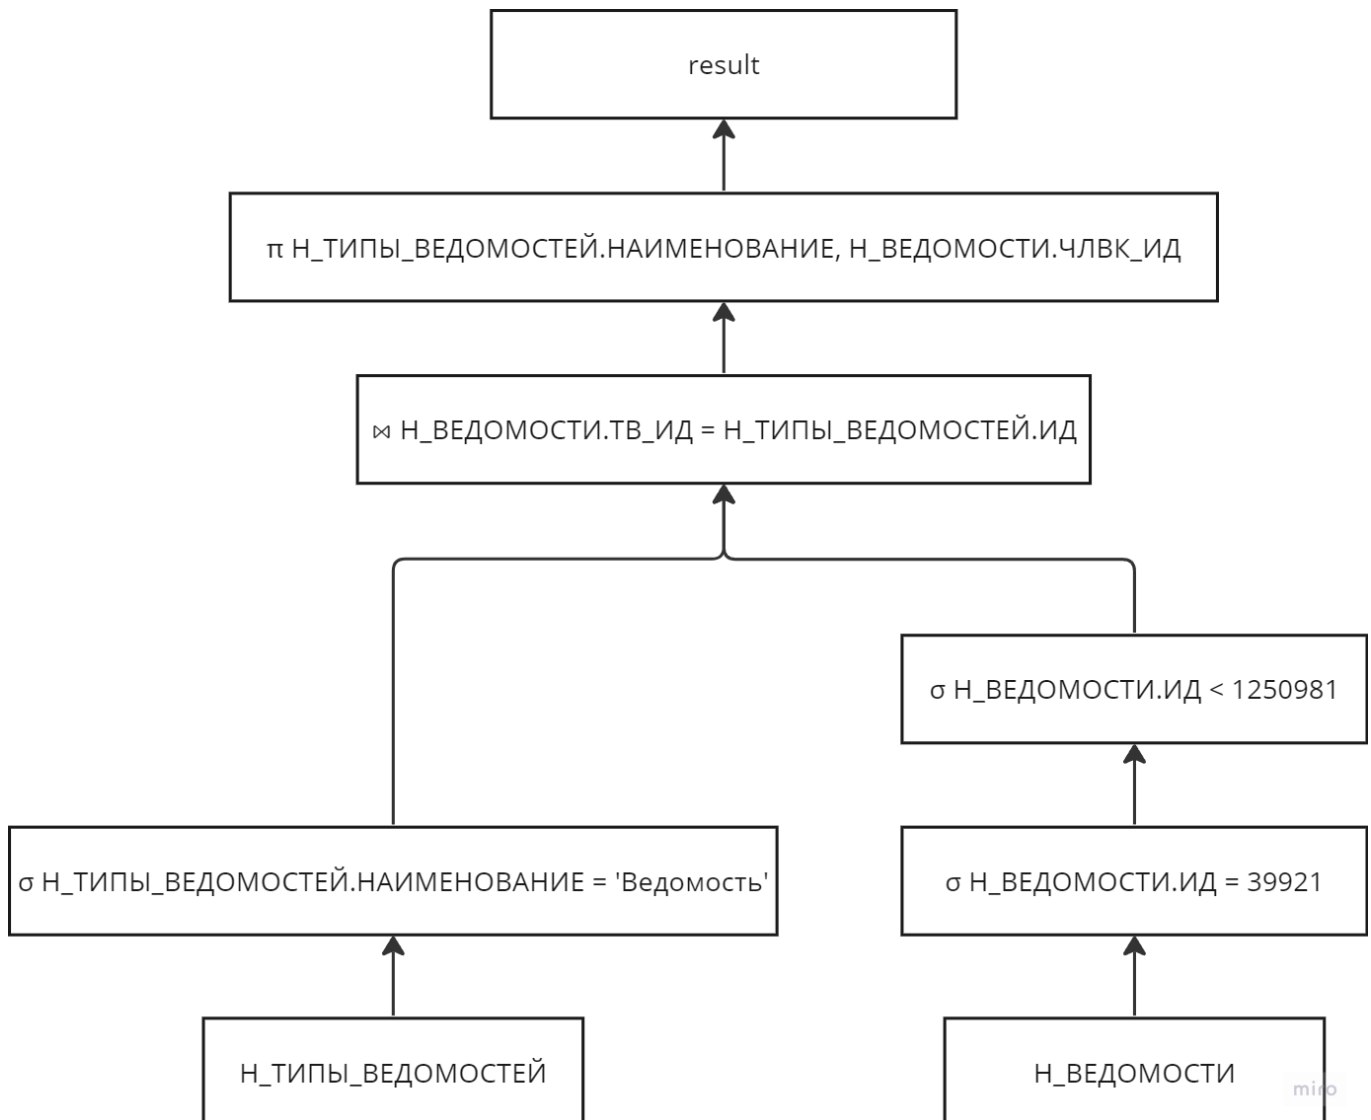 result
π Н_ТИПЫ_ВЕДОМОСТЕЙ.НАИМЕНОВАНИЕ, Н_ВЕДОМОСТИ.ЧЛВК_ИД
⋈ Н_ВЕДОМОСТИ.ТВ_ИД = Н_ТИПЫ_ВЕДОМОСТЕЙ.ИД
σ Н_ВЕДОМОСТИ.ИД < 1250981
σ Н_ТИПЫ_ВЕДОМОСТЕЙ.НАИМЕНОВАНИЕ = 'Ведомость'
σ Н_ВЕДОМОСТИ.ИД = 39921
Н_ТИПЫ_ВЕДОМОСТЕЙ
Н_ВЕДОМОСТИ
miro